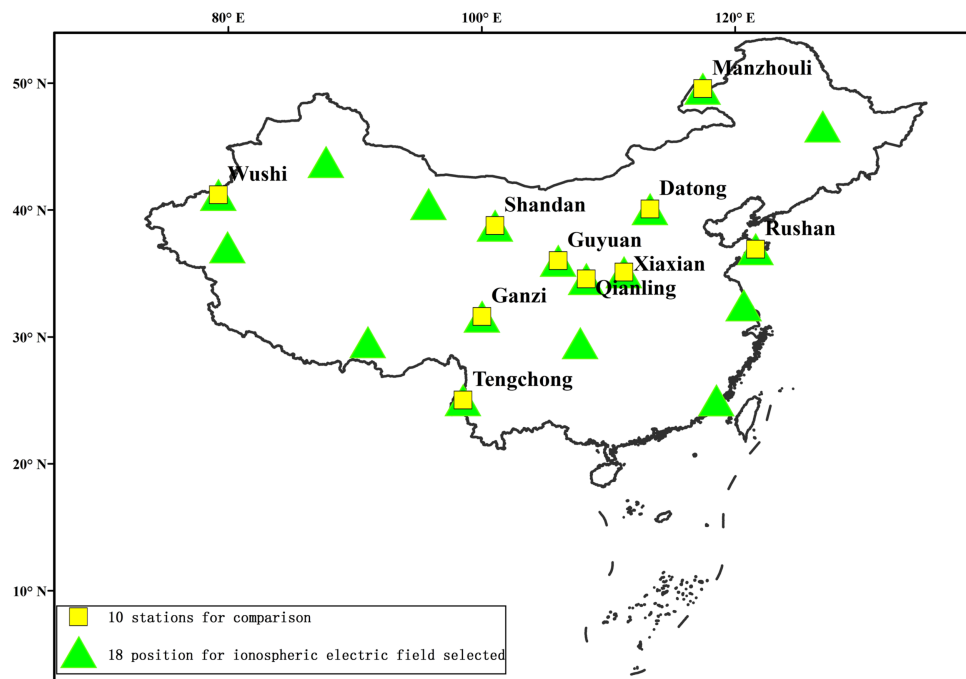 80° E 100° E 120° E
50° N
Manzhouli
Wushi
Datong
40° N
Shandan
Rushan
Guyuan
Xiaxian
Qianling
Ganzi
30° N
Tengchong
20° N
10° N
10 stations for comparison
18 position for ionospheric electric field selected